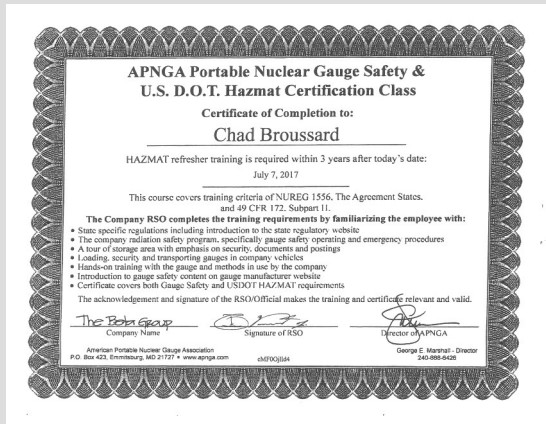 APNGA Portable Nuclear Gauge Safety &
U.S. D.O.T. Hazmat Certification Class
Certificate of Completion to:
Chad Broussard
HAZMAT refresher training is required within 3 years after today's date:
July 7, 2017
This course covers training criteria of NUREG 1556, The Agreement States,
and 49 CFR 172, Subpart H.
The Company RSO completes the training requirements by familiarizing the employee with:
• State specific regulations including introduction to the state regulatory website
• The company radiation safety program, specifically gauge safety operating and emergency procedures
• A tour of storage area with emphasis on security, documents and postings
• Loading, security and transporting gauges in company vehicles
• Hands-on training with the gauge and methods in use by the company
• Introduction to gauge safety content on gauge manufacturer website
• Certificate covers both Gauge Safety and USDOT HAZMAT requirements
The acknowledgement and signature of the RSO/Official makes the training and certificate relevant and valid.
The Beta Group
Company Name Signature of RSO Director of APNGA
American Portable Nuclear Gauge Association George E. Marshall - Director
P.O. Box 423, Emmitsburg, MD 21727 • www.apnga.com 240-888-6426